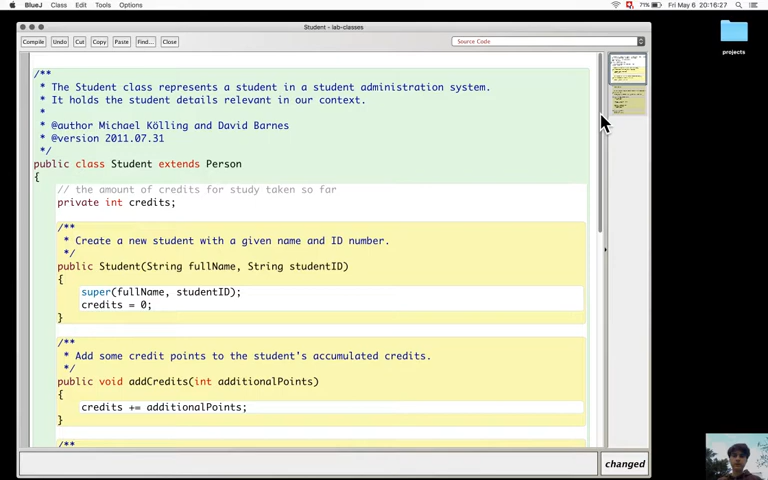 BlueJ Class Edit Tools Options
71% Fri May 6 20:16:27
Student - lab-classes
Compile Undo Cut Copy Paste Find... Close
Source Code
projects
/**
* The Student class represents a student in a student administration system.
* It holds the student details relevant in our context.
*
* @author Michael Kölling and David Barnes
* @version 2011.07.31
*/
public class Student extends Person
{
// the amount of credits for study taken so far
private int credits;
/**
* Create a new student with a given name and ID number.
*/
public Student(String fullName, String studentID)
{
super(fullName, studentID);
credits = 0;
}
/**
* Add some credit points to the student's accumulated credits.
*/
public void addCredits(int additionalPoints)
{
credits += additionalPoints;
}
/**
changed